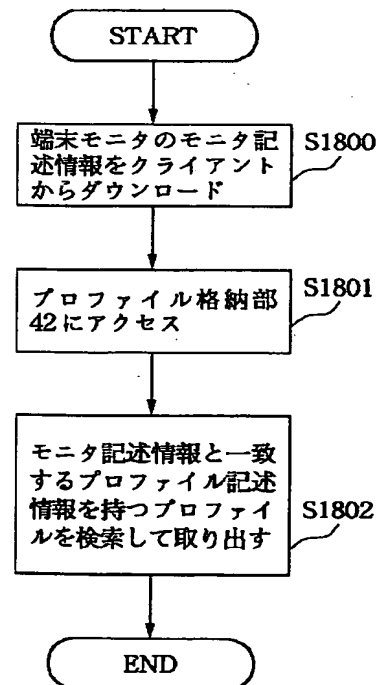 START
端末モニタのモニタ記
述情報をクライアント
からダウンロード
S1800
プロファイル格納部
42にアクセス
S1801
モニタ記述情報と一致
するプロファイル記述
情報を持つプロファイ
ルを検索して取り出す
S1802
END